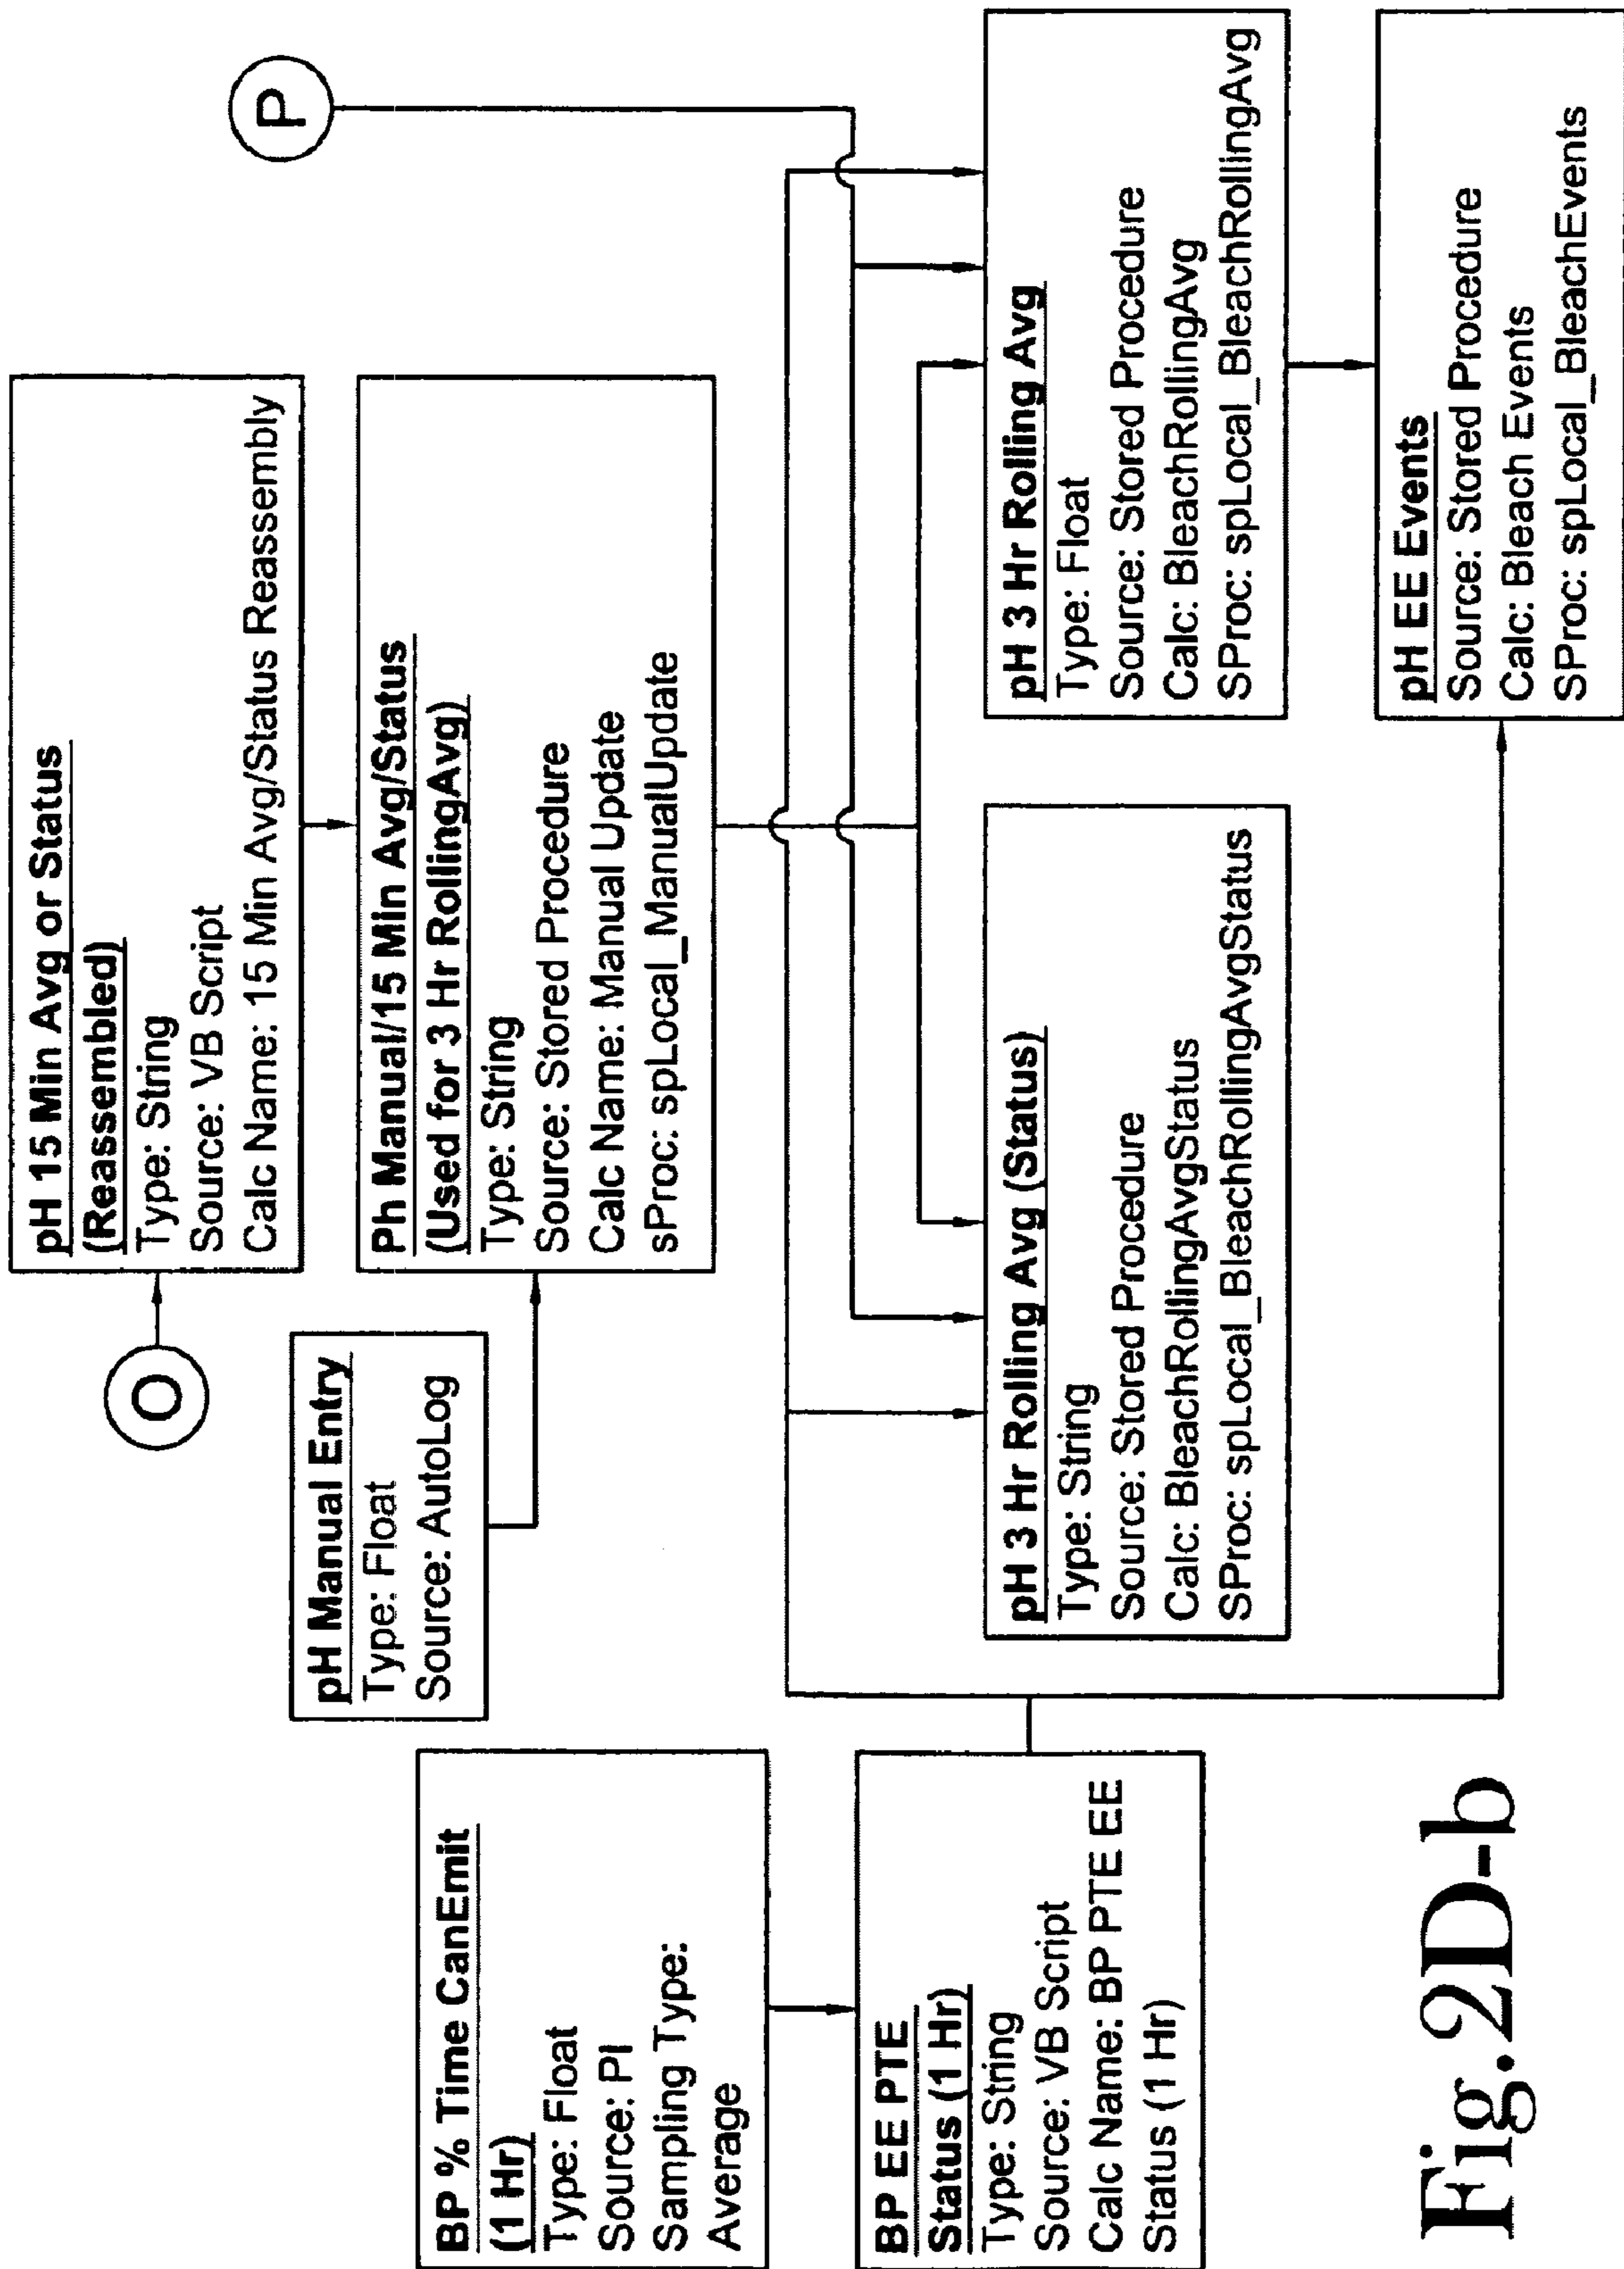 O
pH 15 Min Avg or Status
(Reassembled)
Type: String
Source: VB Script
Calc Name: 15 Min Avg/Status Reassembly
P
pH Manual Entry
Type: Float
Source: AutoLog
Ph Manual/15 Min Avg/Status
(Used for 3 Hr RollingAvg)
Type: String
Source: Stored Procedure
Calc Name: Manual Update
sProc: spLocal_ManualUpdate
BP % Time CanEmit
(1 Hr)
Type: Float
Source: PI
Sampling Type:
Average
BP EE PTE
Status (1 Hr)
Type: String
Source: VB Script
Calc Name: BP PTE EE
Status (1 Hr)
pH 3 Hr Rolling Avg (Status)
Type: String
Source: Stored Procedure
Calc: BleachRollingAvgStatus
SProc: spLocal_BleachRollingAvgStatus
pH 3 Hr Rolling Avg
Type: Float
Source: Stored Procedure
Calc: BleachRollingAvg
SProc: spLocal_BleachRollingAvg
pH EE Events
Source: Stored Procedure
Calc: Bleach Events
SProc: spLocal_BleachEvents
Fig.2D-b